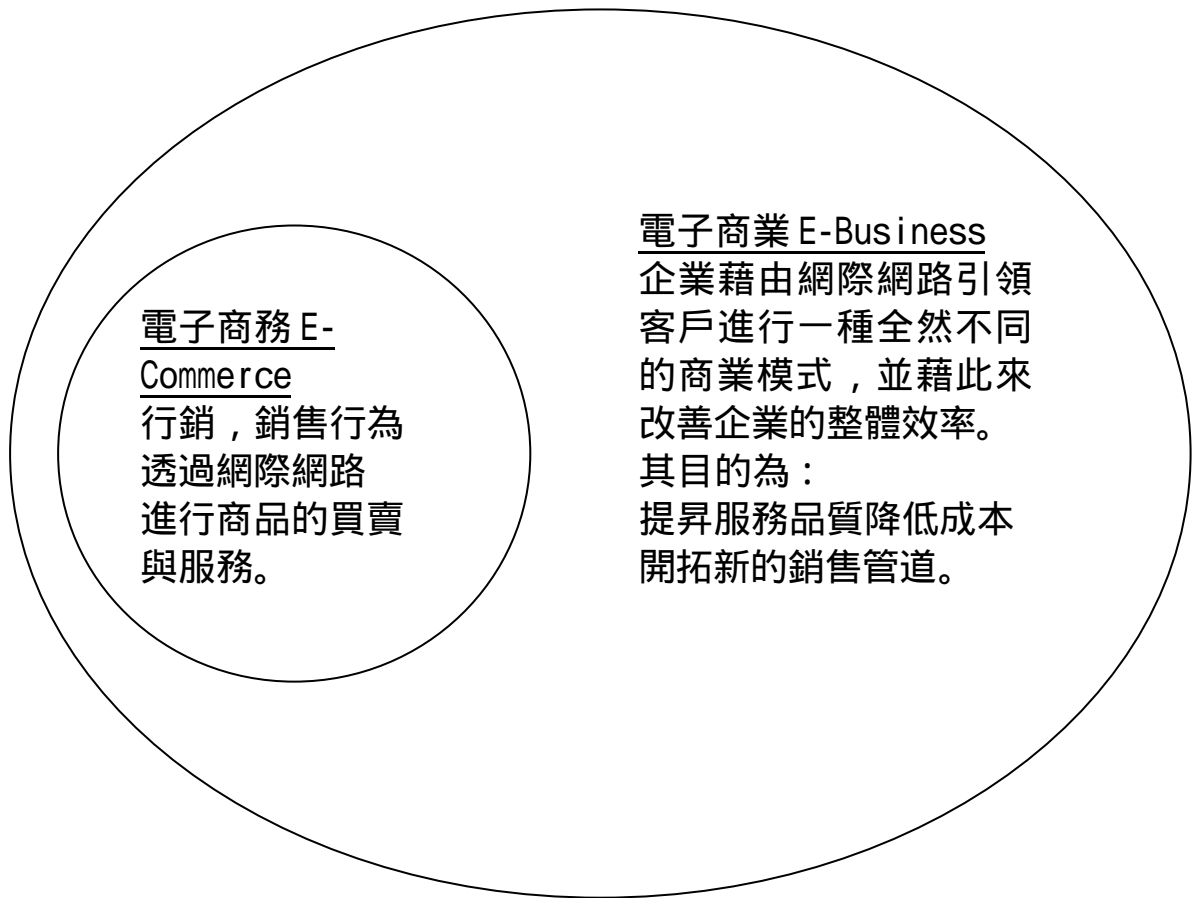 電子商務 E-
Commerce
行銷，銷售行為
透過網際網路
進行商品的買賣
與服務。
電子商業 E-Business
企業藉由網際網路引領
客戶進行一種全然不同
的商業模式，並藉此來
改善企業的整體效率。
其目的為：
提昇服務品質降低成本
開拓新的銷售管道。